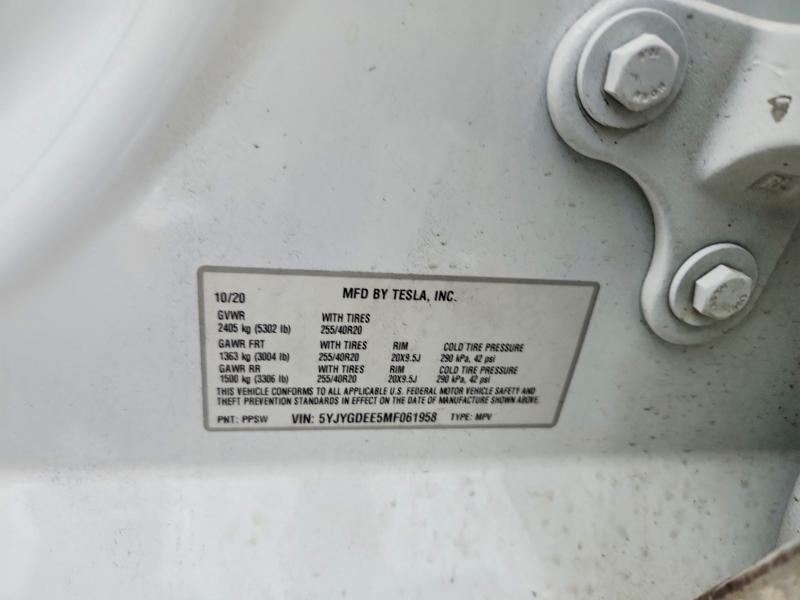 10/20 MFD BY TESLA, INC.
GVWR WITH TIRES
2405 kg (5302 lb) 255/40R20
GAWR FRT WITH TIRES RIM COLD TIRE PRESSURE
1363 kg (3004 lb) 255/40R20 20X9.5J 290 kPa, 42 psi
GAWR RR WITH TIRES RIM COLD TIRE PRESSURE
1500 kg (3306 lb) 255/40R20 20X9.5J 290 kPa, 42 psi
THIS VEHICLE CONFORMS TO ALL APPLICABLE U.S. FEDERAL MOTOR VEHICLE SAFETY AND
THEFT PREVENTION STANDARDS IN EFFECT ON THE DATE OF MANUFACTURE SHOWN ABOVE.
PNT: PPSW VIN: 5YJYGDEE5MF061958 TYPE: MPV